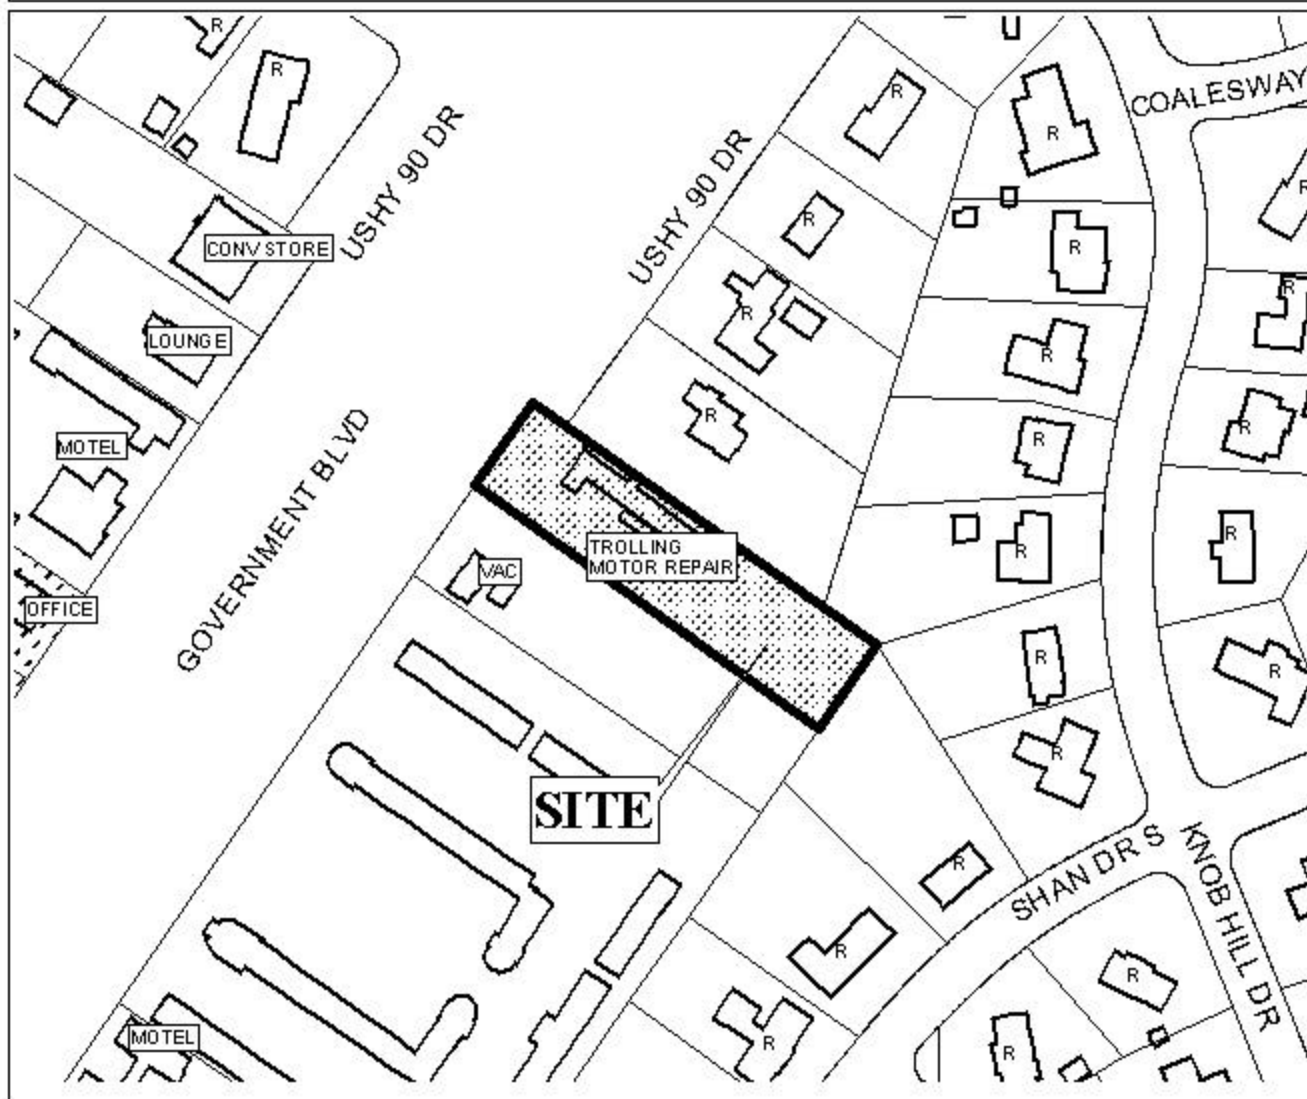 R
R
R
COALESWAY
USHY 90 DR
R
USHY 90 DR
R
R
R
CONV STORE
R
R
R
LOUNGE
R
R
R
R
MOTEL
R
GOVERNMENT BLVD
R
R
TROLLING
MOTOR REPAIR
VAC
OFFICE
R
R
R
SITE
R
SHAN DR S
KNOB HILL DR
R
R
MOTEL
R
R